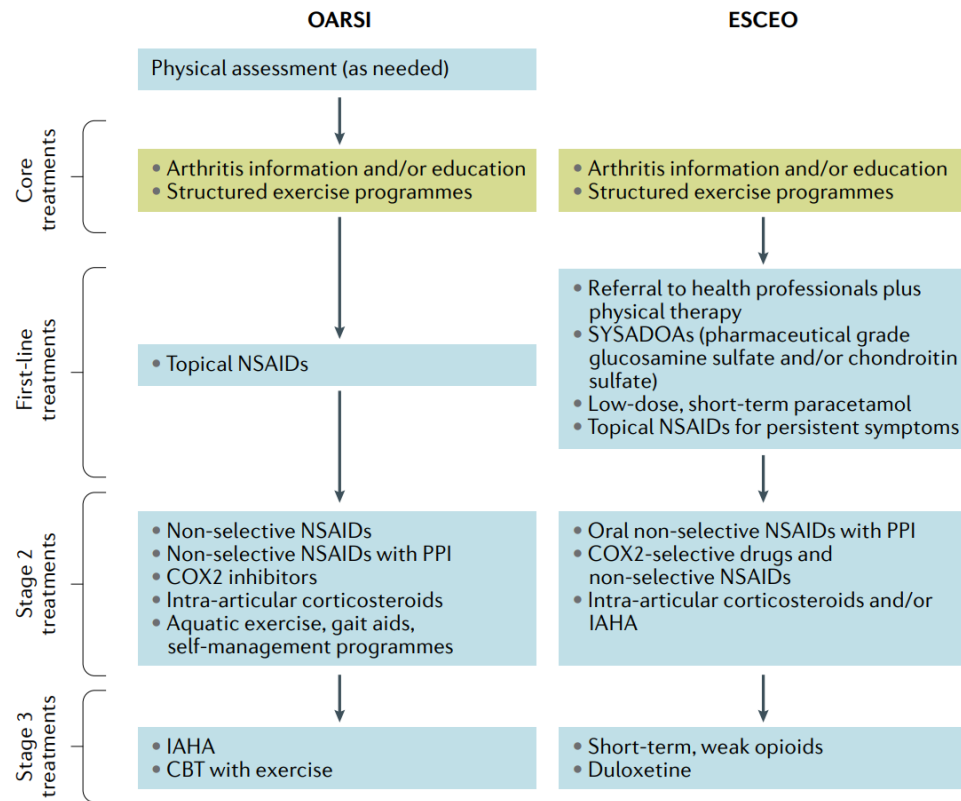 OARSI
ESCEO
Physical assessment (as needed)
Core
treatments
• Arthritis information and/or education
• Structured exercise programmes
• Arthritis information and/or education
• Structured exercise programmes
First-line
treatments
• Topical NSAIDs
• Referral to health professionals plus
physical therapy
• SYSADOAs (pharmaceutical grade
glucosamine sulfate and/or chondroitin
sulfate)
• Low-dose, short-term paracetamol
• Topical NSAIDs for persistent symptoms
Stage 2
treatments
• Non-selective NSAIDs
• Non-selective NSAIDs with PPI
• COX2 inhibitors
• Intra-articular corticosteroids
• Aquatic exercise, gait aids,
self-management programmes
• Oral non-selective NSAIDs with PPI
• COX2-selective drugs and
non-selective NSAIDs
• Intra-articular corticosteroids and/or
IAHA
Stage 3
treatments
• IAHA
• CBT with exercise
• Short-term, weak opioids
• Duloxetine